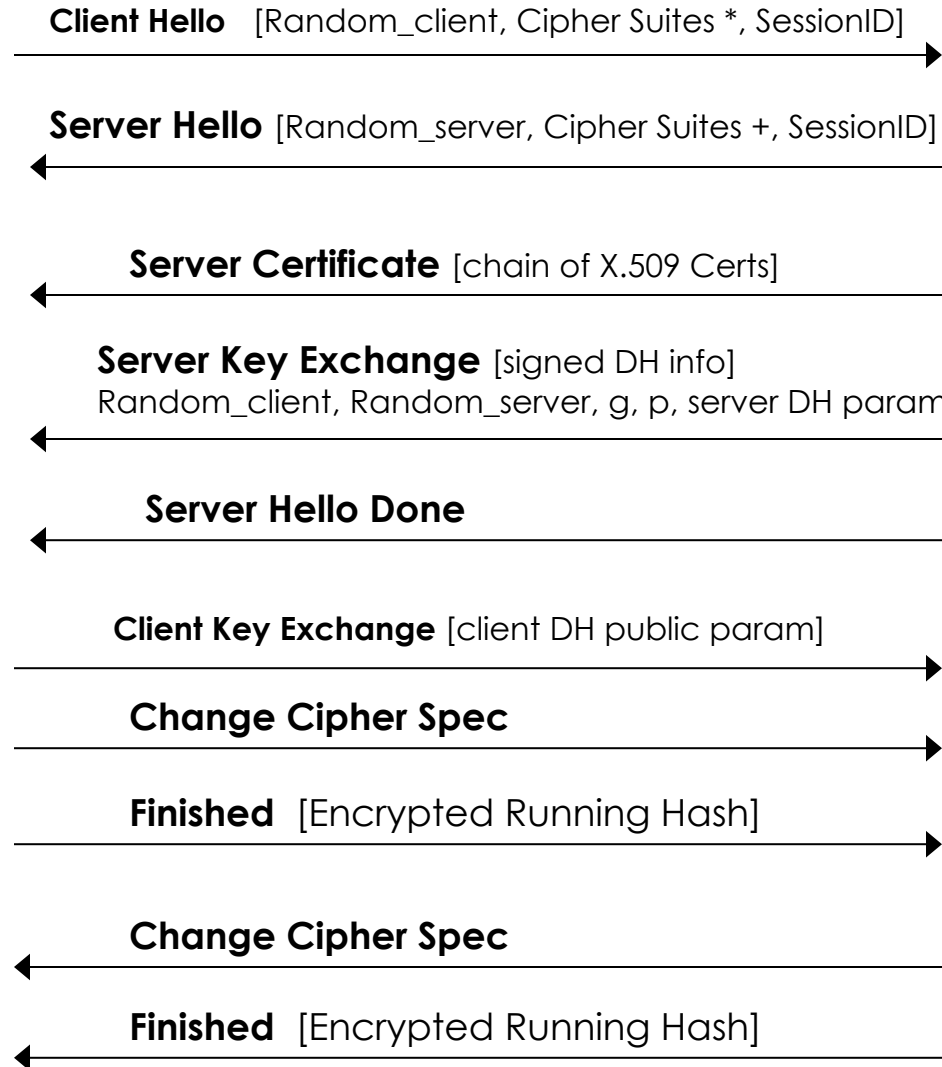 Client Hello [Random_client, Cipher Suites *, SessionID]
Server Hello [Random_server, Cipher Suites +, SessionID]
Server Certificate [chain of X.509 Certs]
Server Key Exchange [signed DH info]
Random_client, Random_server, g, p, server DH param
Server Hello Done
Client Key Exchange [client DH public param]
Change Cipher Spec
Finished [Encrypted Running Hash]
Change Cipher Spec
Finished [Encrypted Running Hash]